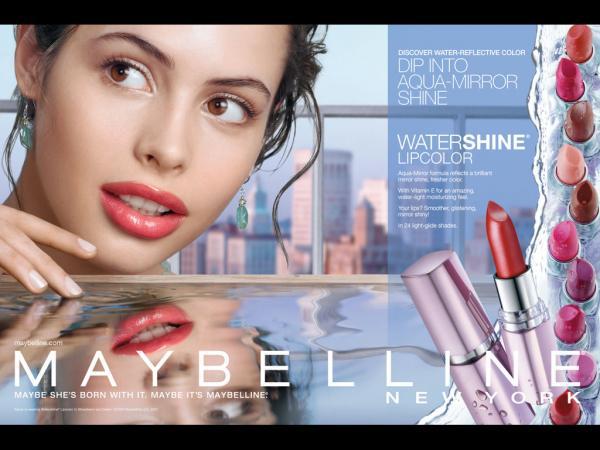 DISCOVER WATER-REFLECTIVE COLOR
DIP INTO
AQUA-MIRROR
SHINE
WATERSHINE®
LIPCOLOR
Aqua-Mirror formula reflects a brilliant
mirror shine, fresher color.
With Vitamin E for an amazing,
water-light moisturizing feel.
Your lips? Smoother, glistening,
mirror shiny!
In 24 light-glide shades.
maybelline.com
MAYBELLINE
NEW YORK
MAYBE SHE'S BORN WITH IT. MAYBE IT'S MAYBELLINE.®